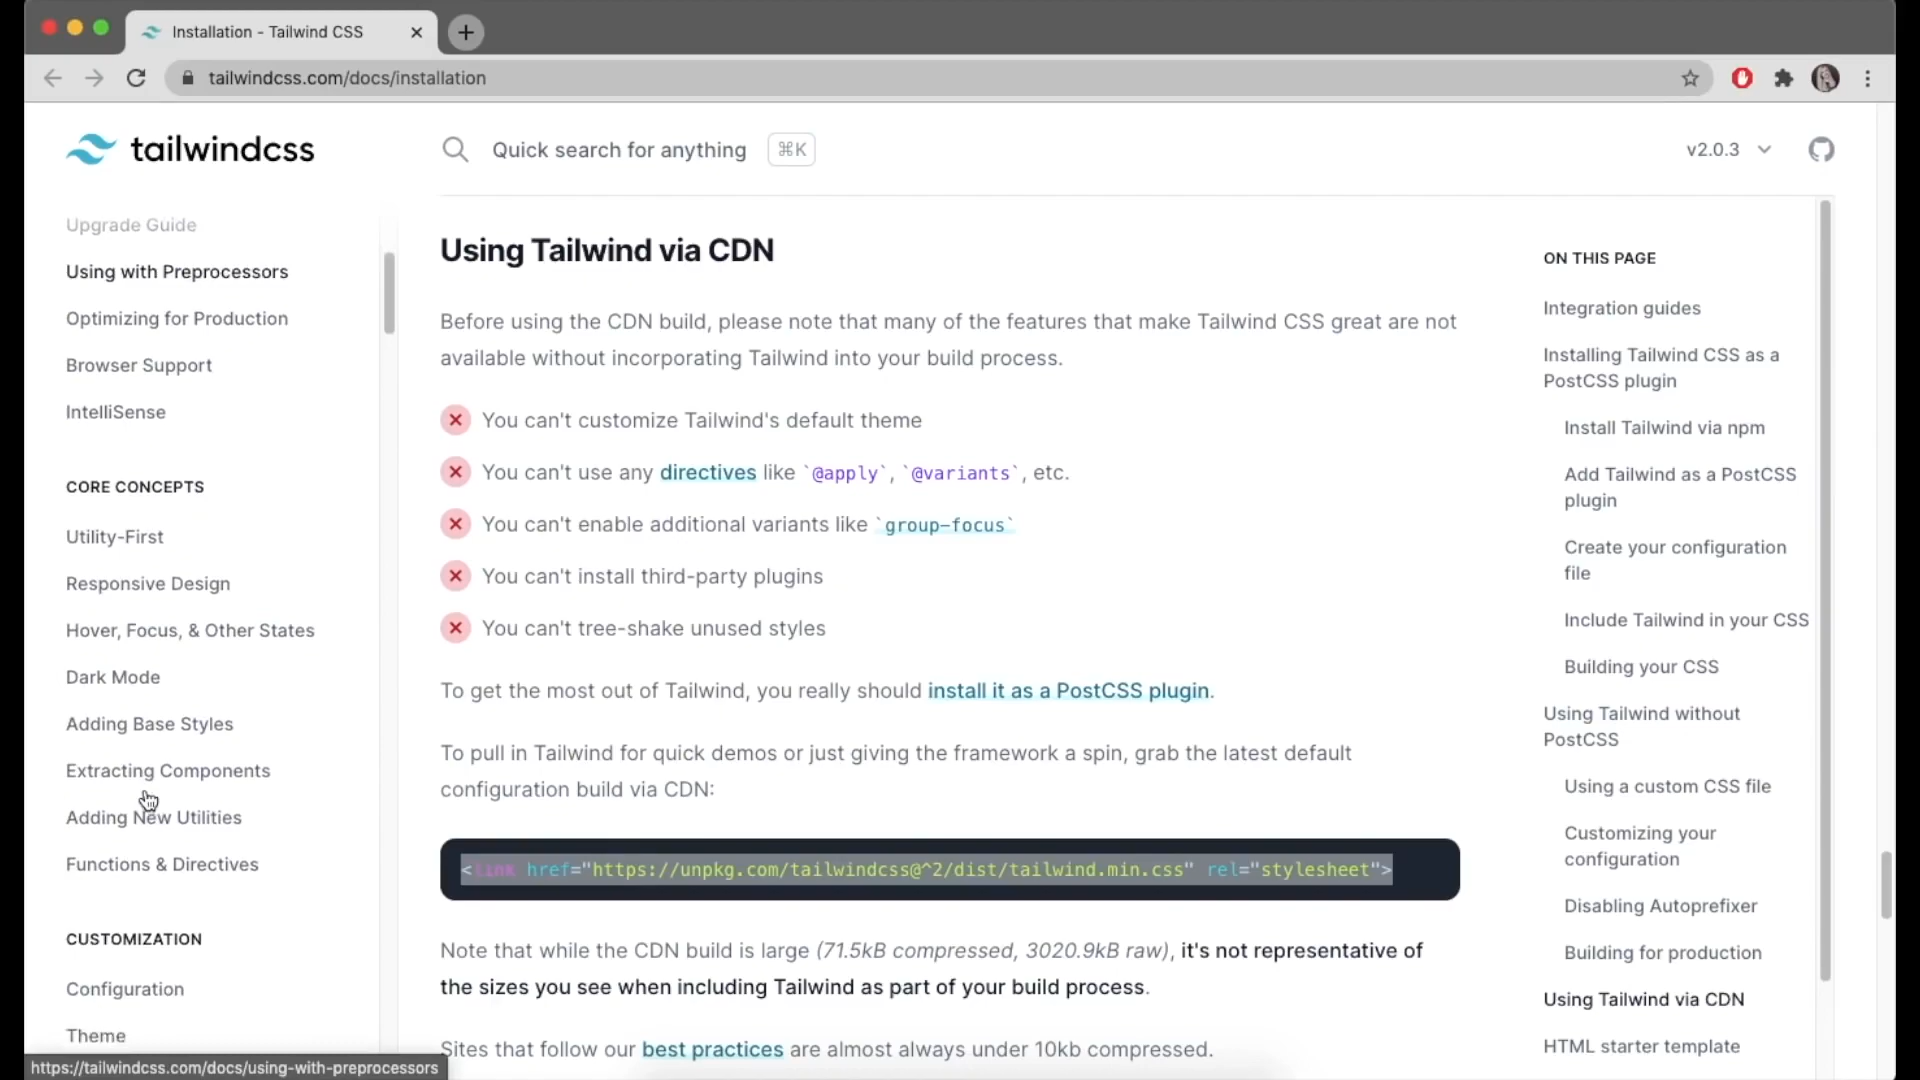 Installation - Tailwind CSS
tailwindcss.com/docs/installation
tailwindcss
Quick search for anything
⌘K
v2.0.3
Upgrade Guide
Using with Preprocessors
Optimizing for Production
Browser Support
IntelliSense
CORE CONCEPTS
Utility-First
Responsive Design
Hover, Focus, & Other States
Dark Mode
Adding Base Styles
Extracting Components
Adding New Utilities
Functions & Directives
CUSTOMIZATION
Configuration
Theme
https://tailwindcss.com/docs/using-with-preprocessors
Using Tailwind via CDN
Before using the CDN build, please note that many of the features that make Tailwind CSS great are not
available without incorporating Tailwind into your build process.
You can't customize Tailwind's default theme
You can't use any directives like `@apply`, `@variants`, etc.
You can't enable additional variants like `group-focus`
You can't install third-party plugins
You can't tree-shake unused styles
To get the most out of Tailwind, you really should install it as a PostCSS plugin.
To pull in Tailwind for quick demos or just giving the framework a spin, grab the latest default
configuration build via CDN:
<link href="https://unpkg.com/tailwindcss@^2/dist/tailwind.min.css" rel="stylesheet">
Note that while the CDN build is large (71.5kB compressed, 3020.9kB raw), it's not representative of
the sizes you see when including Tailwind as part of your build process.
Sites that follow our best practices are almost always under 10kb compressed.
ON THIS PAGE
Integration guides
Installing Tailwind CSS as a
PostCSS plugin
Install Tailwind via npm
Add Tailwind as a PostCSS
plugin
Create your configuration
file
Include Tailwind in your CSS
Building your CSS
Using Tailwind without
PostCSS
Using a custom CSS file
Customizing your
configuration
Disabling Autoprefixer
Building for production
Using Tailwind via CDN
HTML starter template